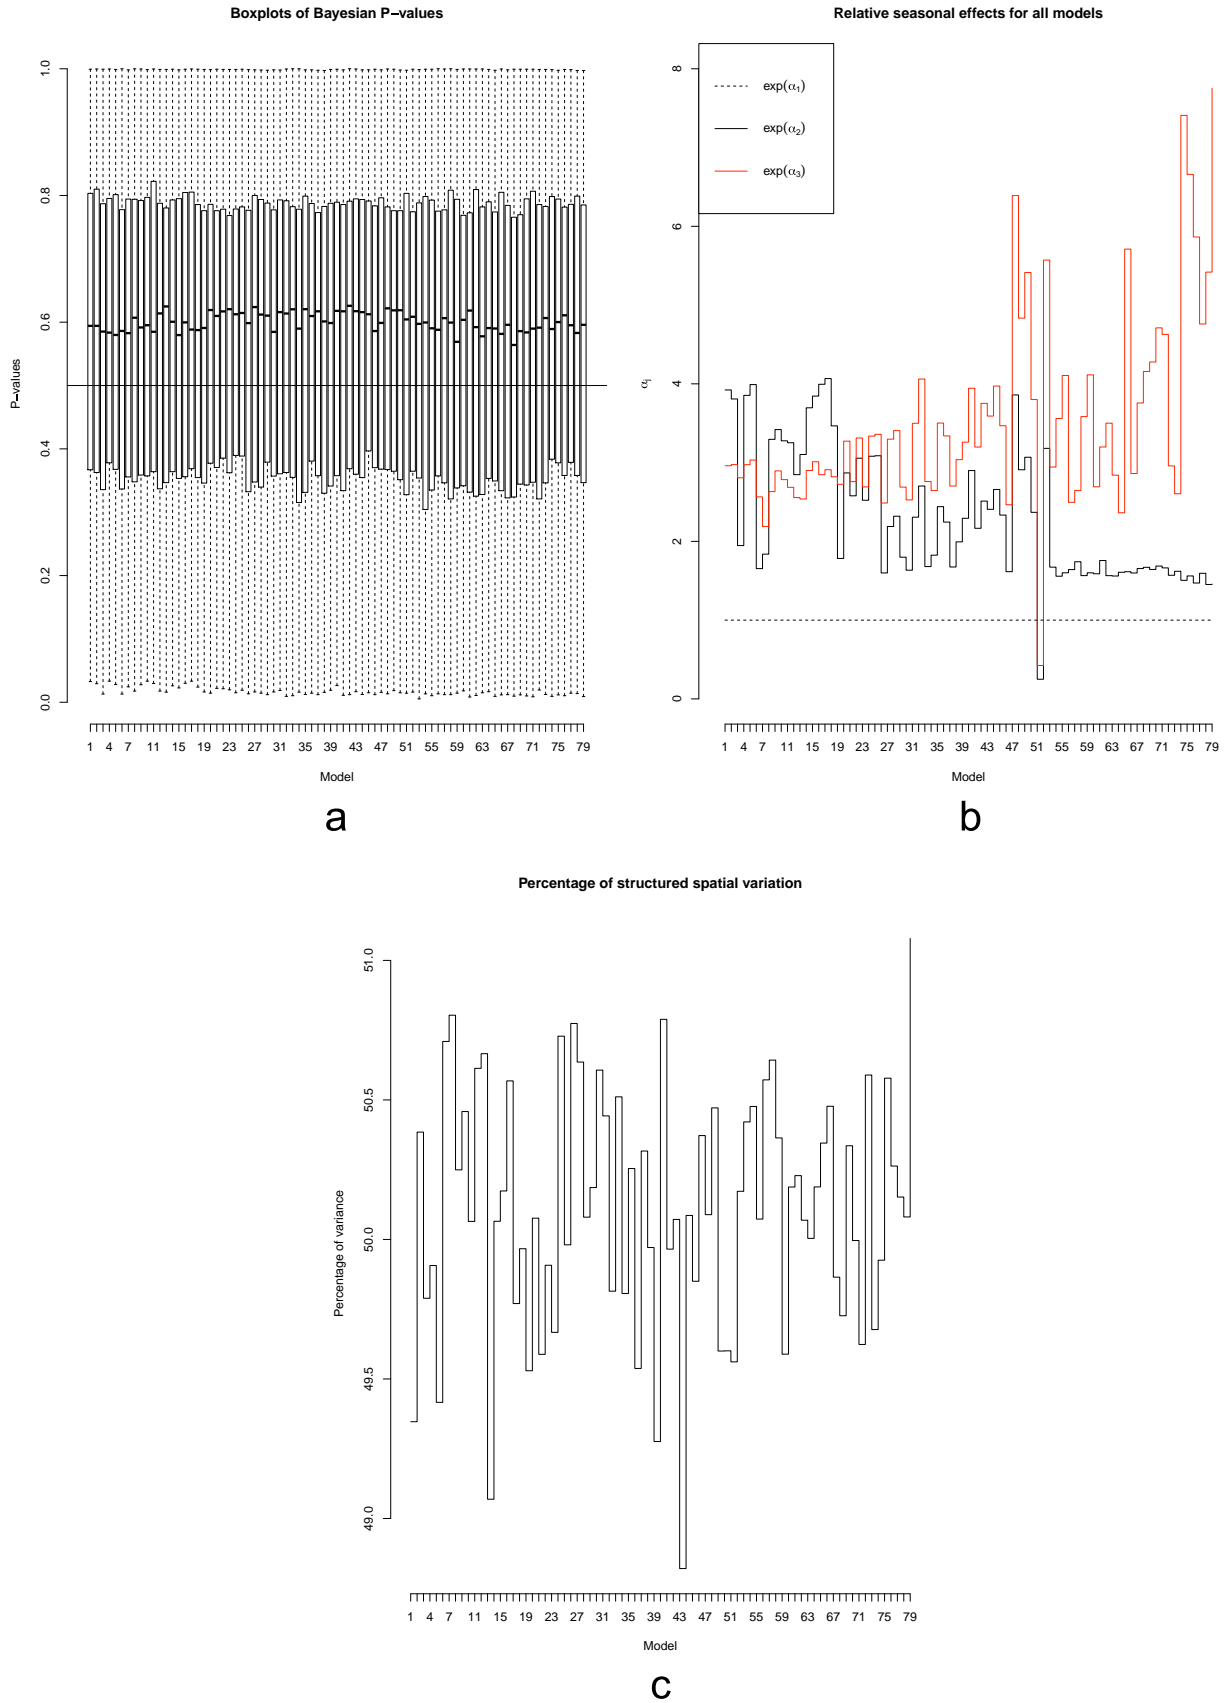 Boxplots of Bayesian P−values
P−values
0.0 0.2 0.4 0.6 0.8 1.0
1 4 7 11 15 19 23 27 31 35 39 43 47 51 55 59 63 67 71 75 79
Model
a
Relative seasonal effects for all models
exp(α₁)
exp(α₂)
exp(α₃)
αᵢ
0 2 4 6 8
1 4 7 11 15 19 23 27 31 35 39 43 47 51 55 59 63 67 71 75 79
Model
b
Percentage of structured spatial variation
Percentage of variance
49.0 49.5 50.0 50.5 51.0
1 4 7 11 15 19 23 27 31 35 39 43 47 51 55 59 63 67 71 75 79
Model
c